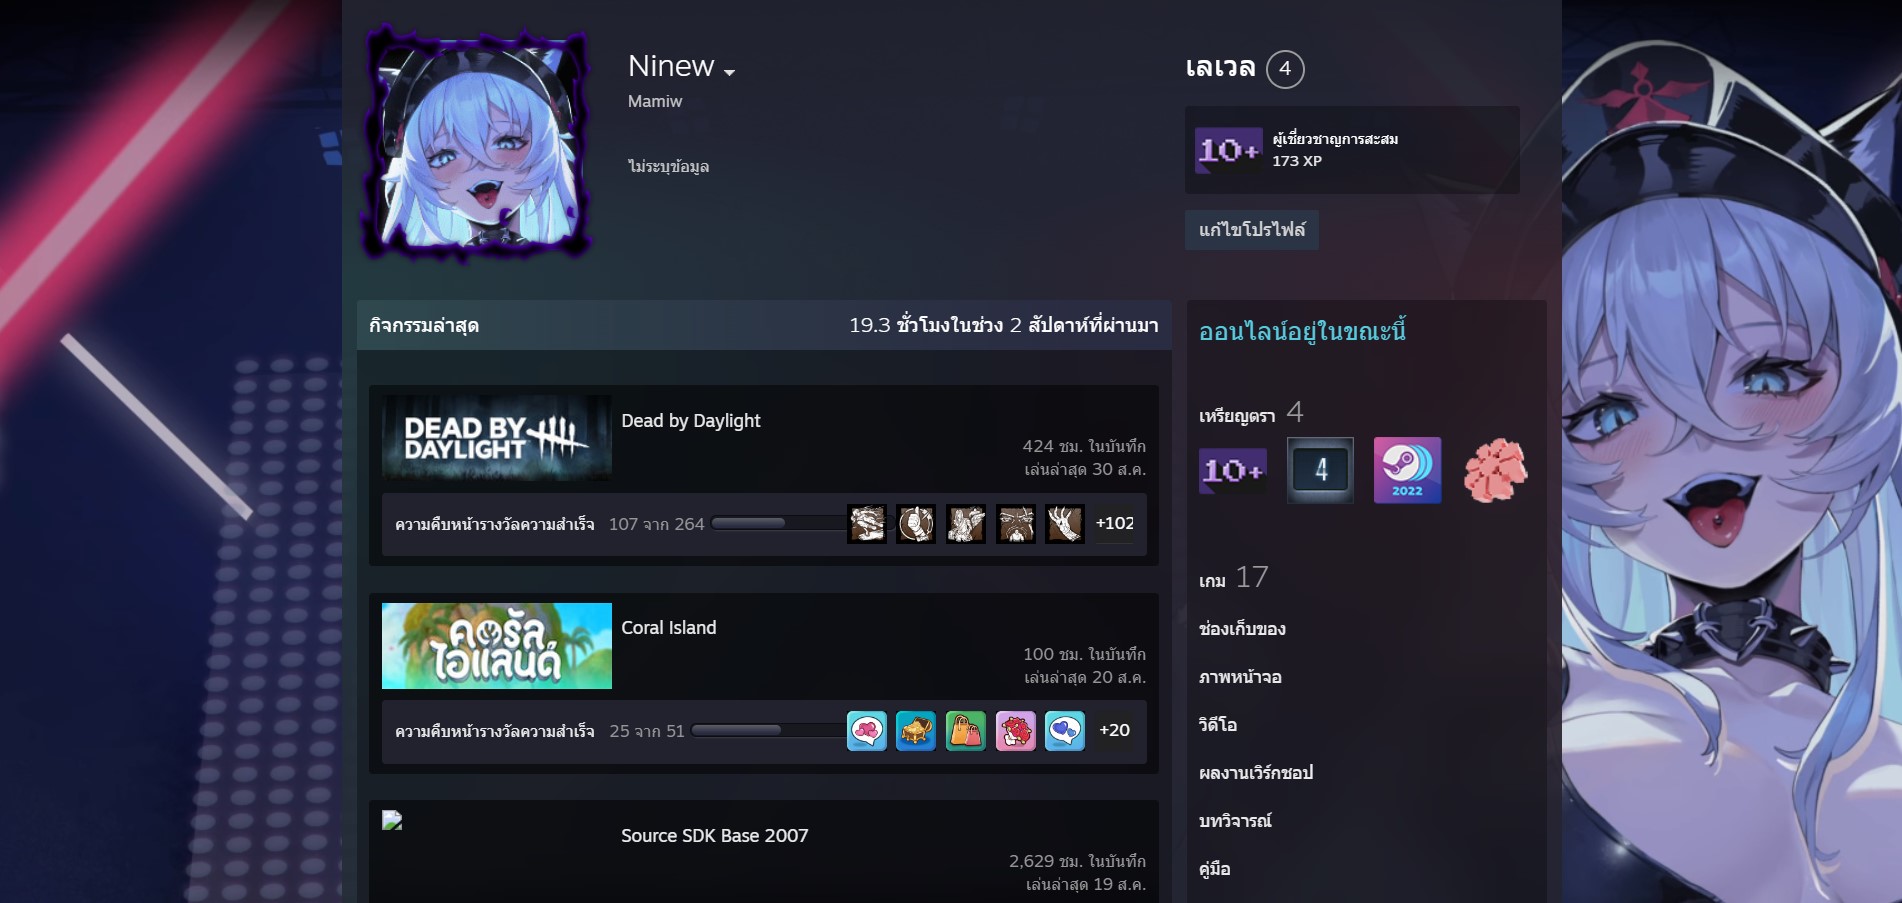 Ninew
Mamiw
ไม่ระบุข้อมูล
เลเวล 4
10+
ผู้เชี่ยวชาญการสะสม
173 XP
แก้ไขโปรไฟล์
กิจกรรมล่าสุด
19.3 ชั่วโมงในช่วง 2 สัปดาห์ที่ผ่านมา
DEAD BY
DAYLIGHT
Dead by Daylight
424 ชม. ในบันทึก
เล่นล่าสุด 30 ส.ค.
ความคืบหน้ารางวัลความสำเร็จ 107 จาก 264
+102
คอรัล
ไอแลนด์
Coral Island
100 ชม. ในบันทึก
เล่นล่าสุด 20 ส.ค.
ความคืบหน้ารางวัลความสำเร็จ 25 จาก 51
+20
Source SDK Base 2007
2,629 ชม. ในบันทึก
เล่นล่าสุด 19 ส.ค.
ออนไลน์อยู่ในขณะนี้
เหรียญตรา 4
10+
4
2022
เกม 17
ช่องเก็บของ
ภาพหน้าจอ
วิดีโอ
ผลงานเวิร์กชอป
บทวิจารณ์
คู่มือ